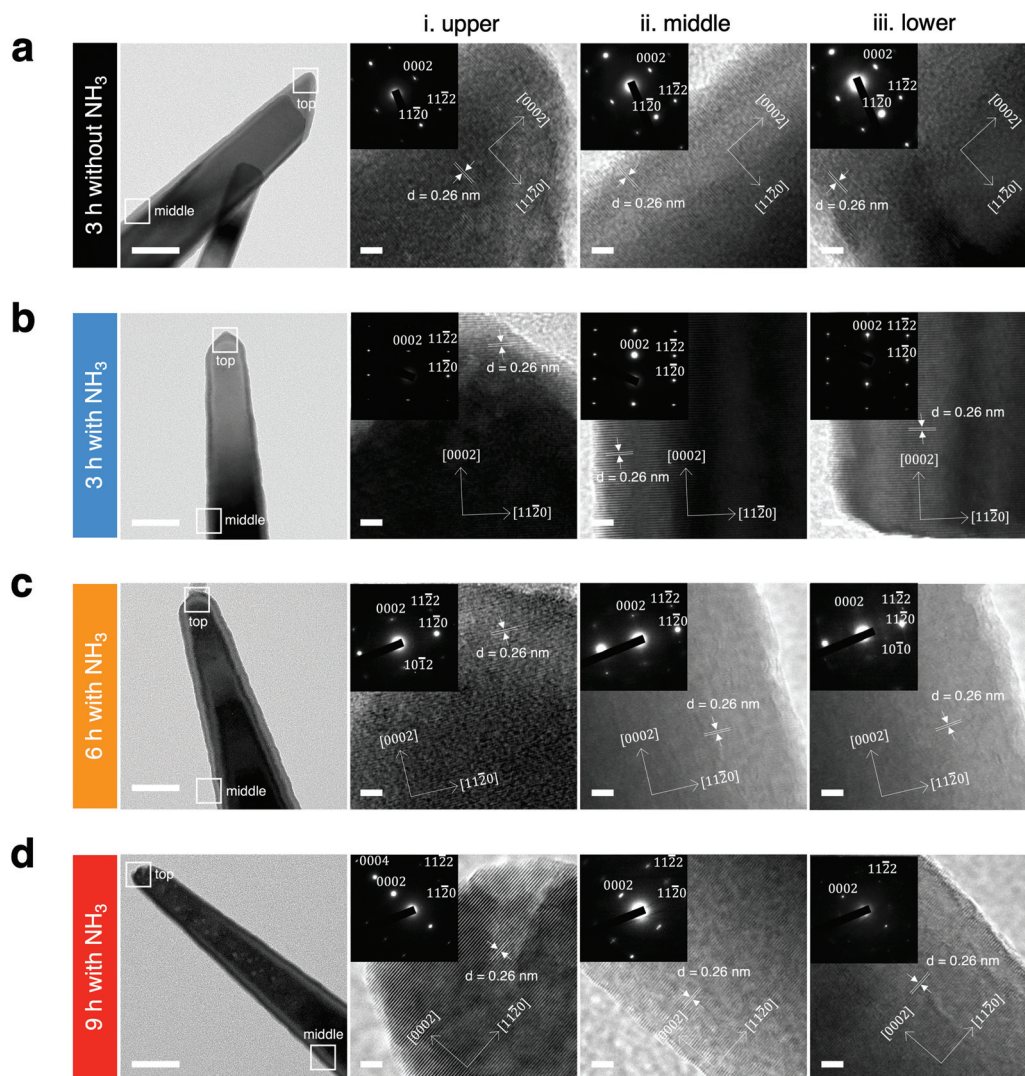 i. upper
ii. middle
iii. lower
a
3 h without NH₃
top
middle
0002
112̅2
112̅0
[0002]
[112̅0]
d = 0.26 nm
0002
112̅2
112̅0
[0002]
[112̅0]
d = 0.26 nm
0002
112̅2
112̅0
[0002]
[112̅0]
d = 0.26 nm
b
3 h with NH₃
top
middle
0002
112̅2
112̅0
d = 0.26 nm
[0002]
[112̅0]
0002
112̅2
112̅0
d = 0.26 nm
[0002]
[112̅0]
0002
112̅2
112̅0
d = 0.26 nm
[0002]
[112̅0]
c
6 h with NH₃
top
middle
0002
112̅2
112̅0
101̅2
d = 0.26 nm
[0002]
[112̅0]
0002
112̅2
112̅0
d = 0.26 nm
[0002]
[112̅0]
0002
112̅2
112̅0
101̅0
d = 0.26 nm
[0002]
[112̅0]
d
9 h with NH₃
top
middle
0004
112̅2
0002
112̅0
d = 0.26 nm
[0002]
[112̅0]
112̅2
0002
112̅0
d = 0.26 nm
[0002]
[112̅0]
112̅2
0002
d = 0.26 nm
[0002]
[112̅0]